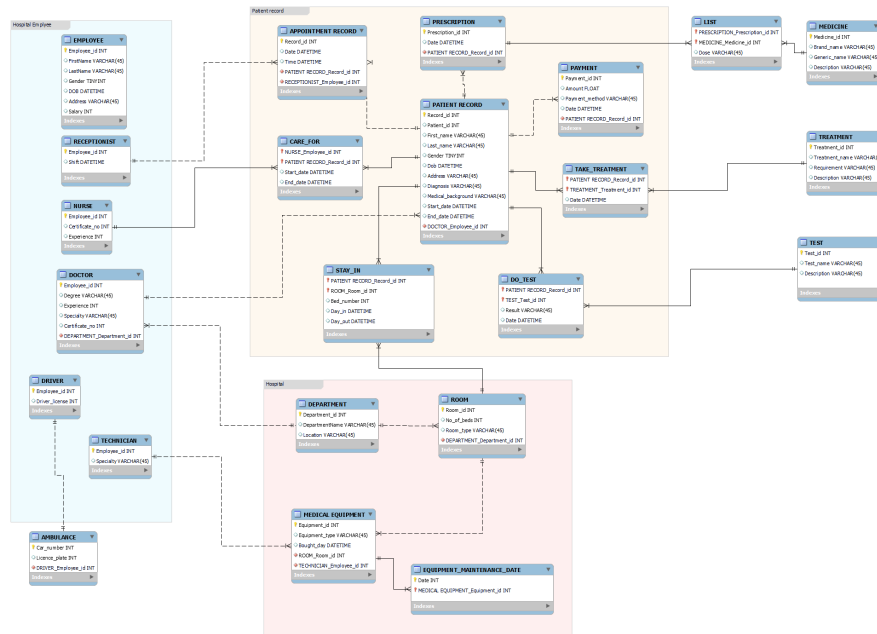 Hospital Emplyee
EMPLOYEE
Employee_id INT
FirstName VARCHAR(45)
LastName VARCHAR(45)
Gender TINYINT
DOB DATETIME
Address VARCHAR(45)
Salary INT
Indexes
RECEPTIONIST
Employee_id INT
Shift DATETIME
Indexes
NURSE
Employee_id INT
Certificate_no INT
Experience INT
Indexes
DOCTOR
Employee_id INT
Degree VARCHAR(45)
Experience INT
Specialty VARCHAR(45)
Certificate_no INT
DEPARTMENT_Department_id INT
Indexes
DRIVER
Employee_id INT
Driver_license INT
Indexes
TECHNICIAN
Employee_id INT
Specialty VARCHAR(45)
Indexes
AMBULANCE
Car_number INT
Licence_plate INT
DRIVER_Employee_id INT
Indexes
Patient record
APPOINTMENT RECORD
Record_id INT
Date DATETIME
Time DATETIME
PATIENT RECORD_Record_id INT
RECEPTIONIST_Employee_id INT
Indexes
CARE_FOR
NURSE_Employee_id INT
PATIENT RECORD_Record_id INT
Start_date DATETIME
End_date DATETIME
Indexes
PRESCRIPTION
Prescription_id INT
Date DATETIME
PATIENT RECORD_Record_id INT
Indexes
PATIENT RECORD
Record_id INT
Patient_id INT
First_name VARCHAR(45)
Last_name VARCHAR(45)
Gender TINYINT
Dob DATETIME
Address VARCHAR(45)
Diagnosis VARCHAR(45)
Medical_background VARCHAR(45)
Start_date DATETIME
End_date DATETIME
DOCTOR_Employee_id INT
Indexes
PAYMENT
Payment_id INT
Amount FLOAT
Payment_method VARCHAR(45)
Date DATETIME
PATIENT RECORD_Record_id INT
Indexes
TAKE_TREATMENT
PATIENT RECORD_Record_id INT
TREATMENT_Treatment_id INT
Date DATETIME
Indexes
STAY_IN
PATIENT RECORD_Record_id INT
ROOM_Room_id INT
Bed_number INT
Day_in DATETIME
Day_out DATETIME
Indexes
DO_TEST
PATIENT RECORD_Record_id INT
TEST_Test_id INT
Result VARCHAR(45)
Date DATETIME
Indexes
LIST
PRESCRIPTION_Prescription_id INT
MEDICINE_Medicine_id INT
Dose VARCHAR(45)
Indexes
MEDICINE
Medicine_id INT
Brand_name VARCHAR(45)
Generic_name VARCHAR(45)
Description VARCHAR(45)
Indexes
TREATMENT
Treatment_id INT
Treatment_name VARCHAR(45)
Requirement VARCHAR(45)
Description VARCHAR(45)
Indexes
TEST
Test_id INT
Test_name VARCHAR(45)
Description VARCHAR(45)
Indexes
Hospital
DEPARTMENT
Department_id INT
DepartmentName VARCHAR(45)
Location VARCHAR(45)
Indexes
ROOM
Room_id INT
No_of_beds INT
Room_type VARCHAR(45)
DEPARTMENT_Department_id INT
Indexes
MEDICAL EQUIPMENT
Equipment_id INT
Equipment_type VARCHAR(45)
Bought_day DATETIME
ROOM_Room_id INT
TECHNICIAN_Employee_id INT
Indexes
EQUIPMENT_MAINTENANCE_DATE
Date INT
MEDICAL EQUIPMENT_Equipment_id INT
Indexes